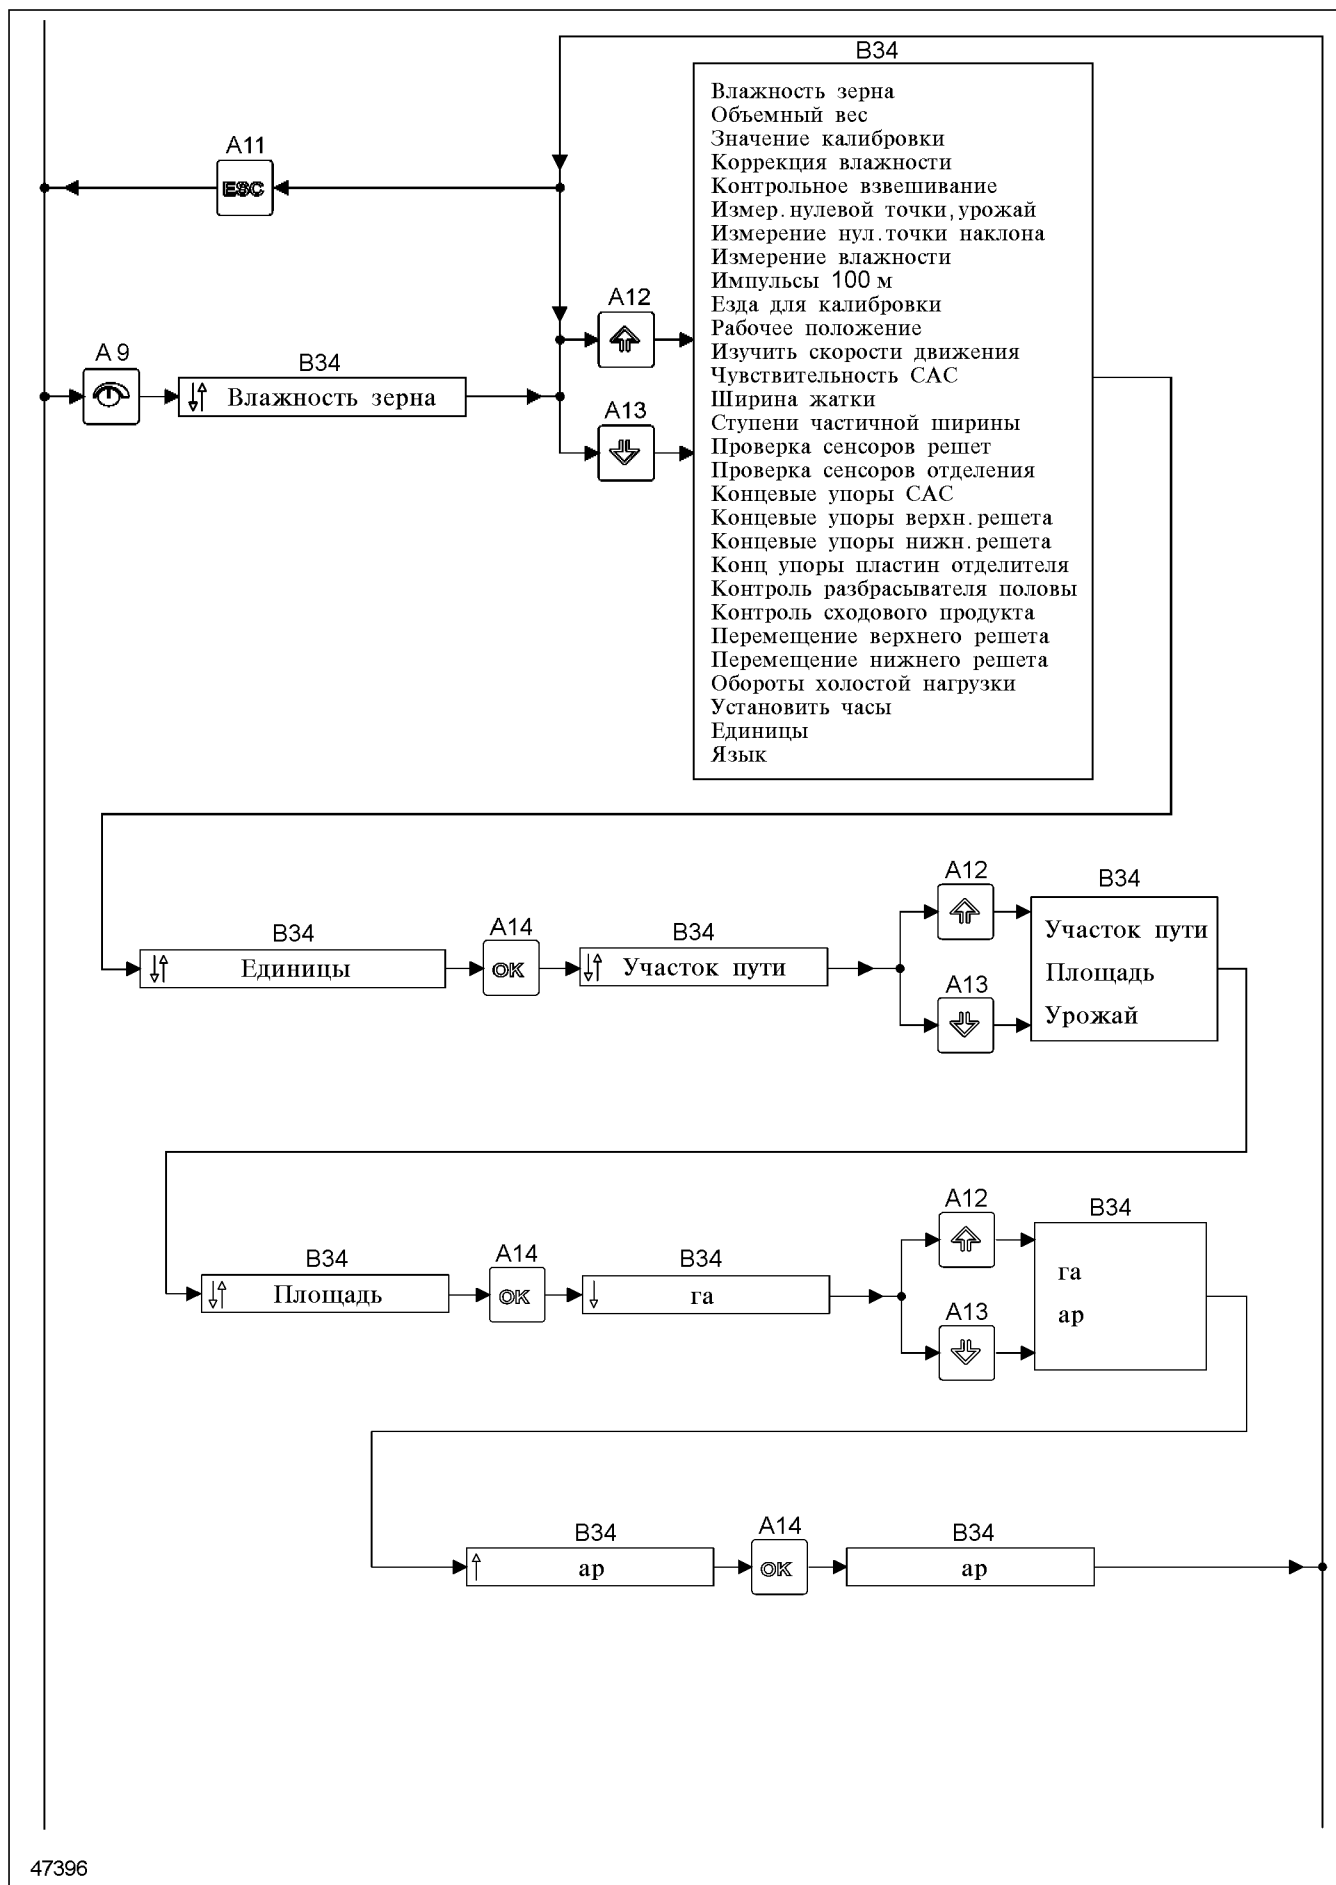 B34
Влажность зерна
Объемный вес
Значение калибровки
Коррекция влажности
Контрольное взвешивание
Измер.нулевой точки,урожай
Измерение нул.точки наклона
Измерение влажности
Импульсы 100 м
Езда для калибровки
Рабочее положение
Изучить скорости движения
Чувствительность САС
Ширина жатки
Ступени частичной ширины
Проверка сенсоров решет
Проверка сенсоров отделения
Концевые упоры САС
Концевые упоры верхн.решета
Концевые упоры нижн.решета
Конц упоры пластин отделителя
Контроль разбрасывателя половы
Контроль сходового продукта
Перемещение верхнего решета
Перемещение нижнего решета
Обороты холостой нагрузки
Установить часы
Единицы
Язык
A11
ESC
A12
A13
A 9
B34
Влажность зерна
B34
Единицы
A14
OK
B34
Участок пути
A12
A13
B34
Участок пути
Площадь
Урожай
B34
Площадь
A14
OK
B34
га
A12
A13
B34
га
ар
B34
ар
A14
OK
B34
ар
47396